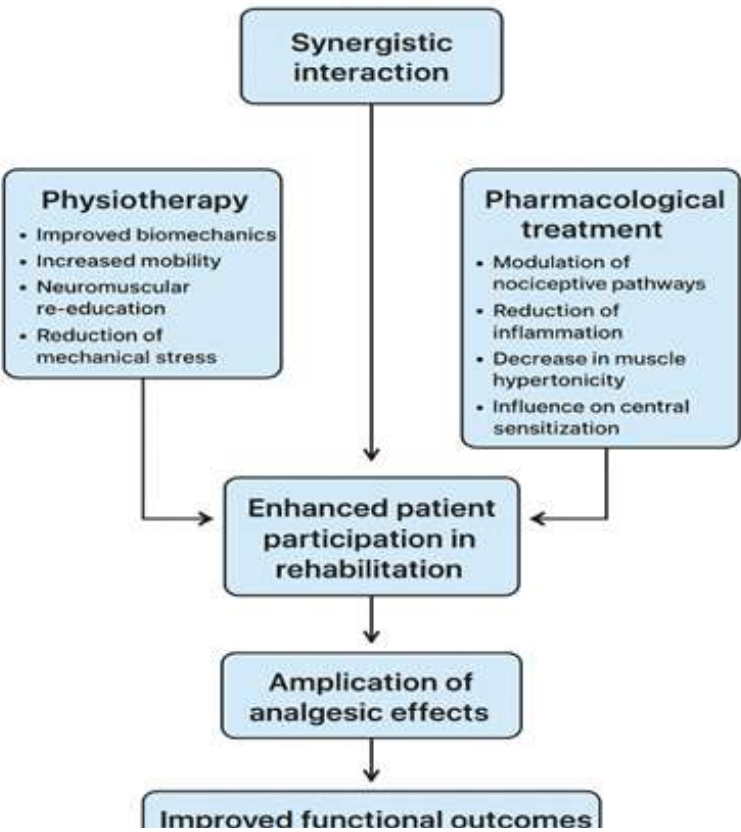 Synergistic
interaction
Physiotherapy
• Improved biomechanics
• Increased mobility
• Neuromuscular
re-education
• Reduction of
mechanical stress
Pharmacological
treatment
• Modulation of
nociceptive pathways
• Reduction of
inflammation
• Decrease in muscle
hypertonicity
• Influence on central
sensitization
Enhanced patient
participation in
rehabilitation
Amplication of
analgesic effects
Improved functional outcomes